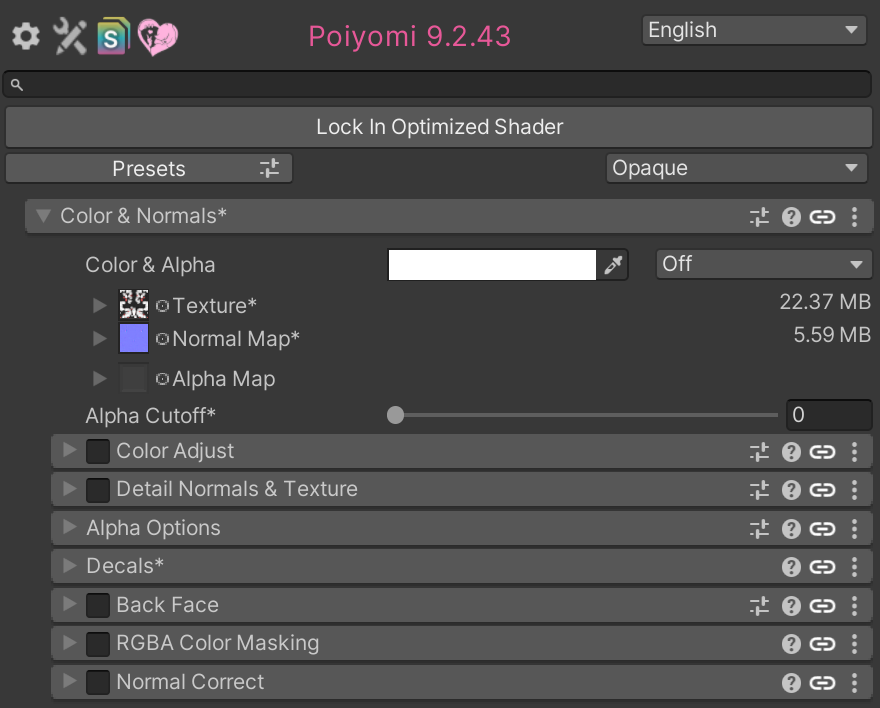 S
Poiyomi 9.2.43
English
Lock In Optimized Shader
Presets
Opaque
Color & Normals*
Color & Alpha
Off
Texture*
22.37 MB
Normal Map*
5.59 MB
Alpha Map
Alpha Cutoff*
0
Color Adjust
Detail Normals & Texture
Alpha Options
Decals*
Back Face
RGBA Color Masking
Normal Correct